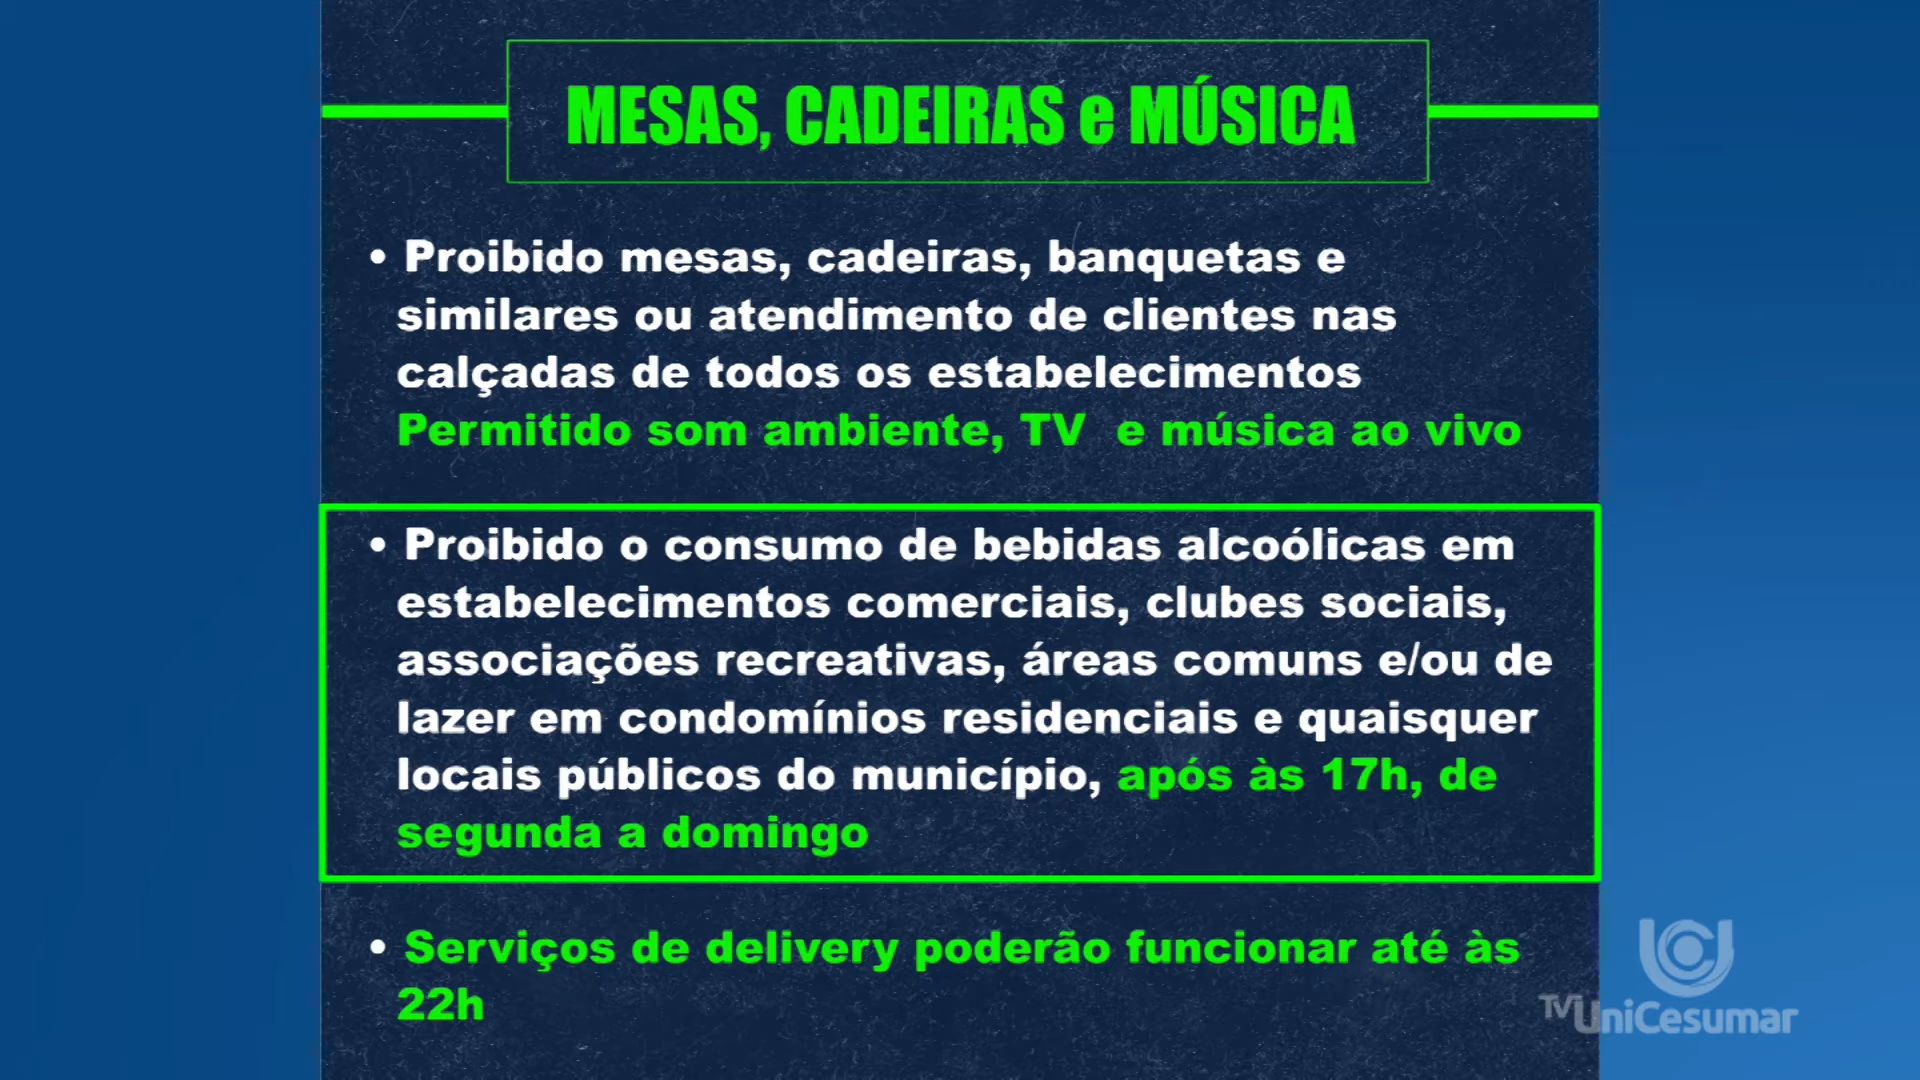 MESAS, CADEIRAS e MÚSICA
• Proibido mesas, cadeiras, banquetas e
similares ou atendimento de clientes nas
calçadas de todos os estabelecimentos
Permitido som ambiente, TV e música ao vivo
• Proibido o consumo de bebidas alcoólicas em
estabelecimentos comerciais, clubes sociais,
associações recreativas, áreas comuns e/ou de
lazer em condomínios residenciais e quaisquer
locais públicos do município, após às 17h, de
segunda a domingo
• Serviços de delivery poderão funcionar até às
22h
TV UniCesumar